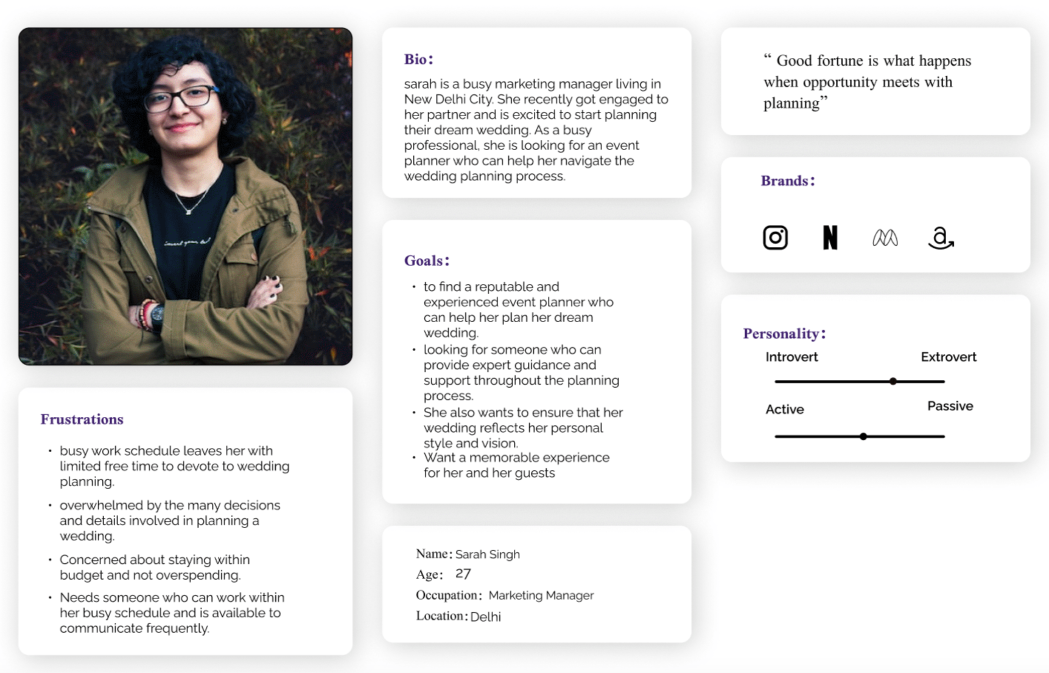 Bio:
sarah is a busy marketing manager living in
New Delhi City. She recently got engaged to
her partner and is excited to start planning
their dream wedding. As a busy
professional, she is looking for an event
planner who can help her navigate the
wedding planning process.
“ Good fortune is what happens
when opportunity meets with
planning”
Brands:
Goals:
• to find a reputable and
experienced event planner who
can help her plan her dream
wedding.
• looking for someone who can
provide expert guidance and
support throughout the planning
process.
• She also wants to ensure that her
wedding reflects her personal
style and vision.
• Want a memorable experience
for her and her guests
Personality:
Introvert Extrovert
Active Passive
Frustrations
• busy work schedule leaves her with
limited free time to devote to wedding
planning.
• overwhelmed by the many decisions
and details involved in planning a
wedding.
• Concerned about staying within
budget and not overspending.
• Needs someone who can work within
her busy schedule and is available to
communicate frequently.
Name: Sarah Singh
Age: 27
Occupation: Marketing Manager
Location: Delhi